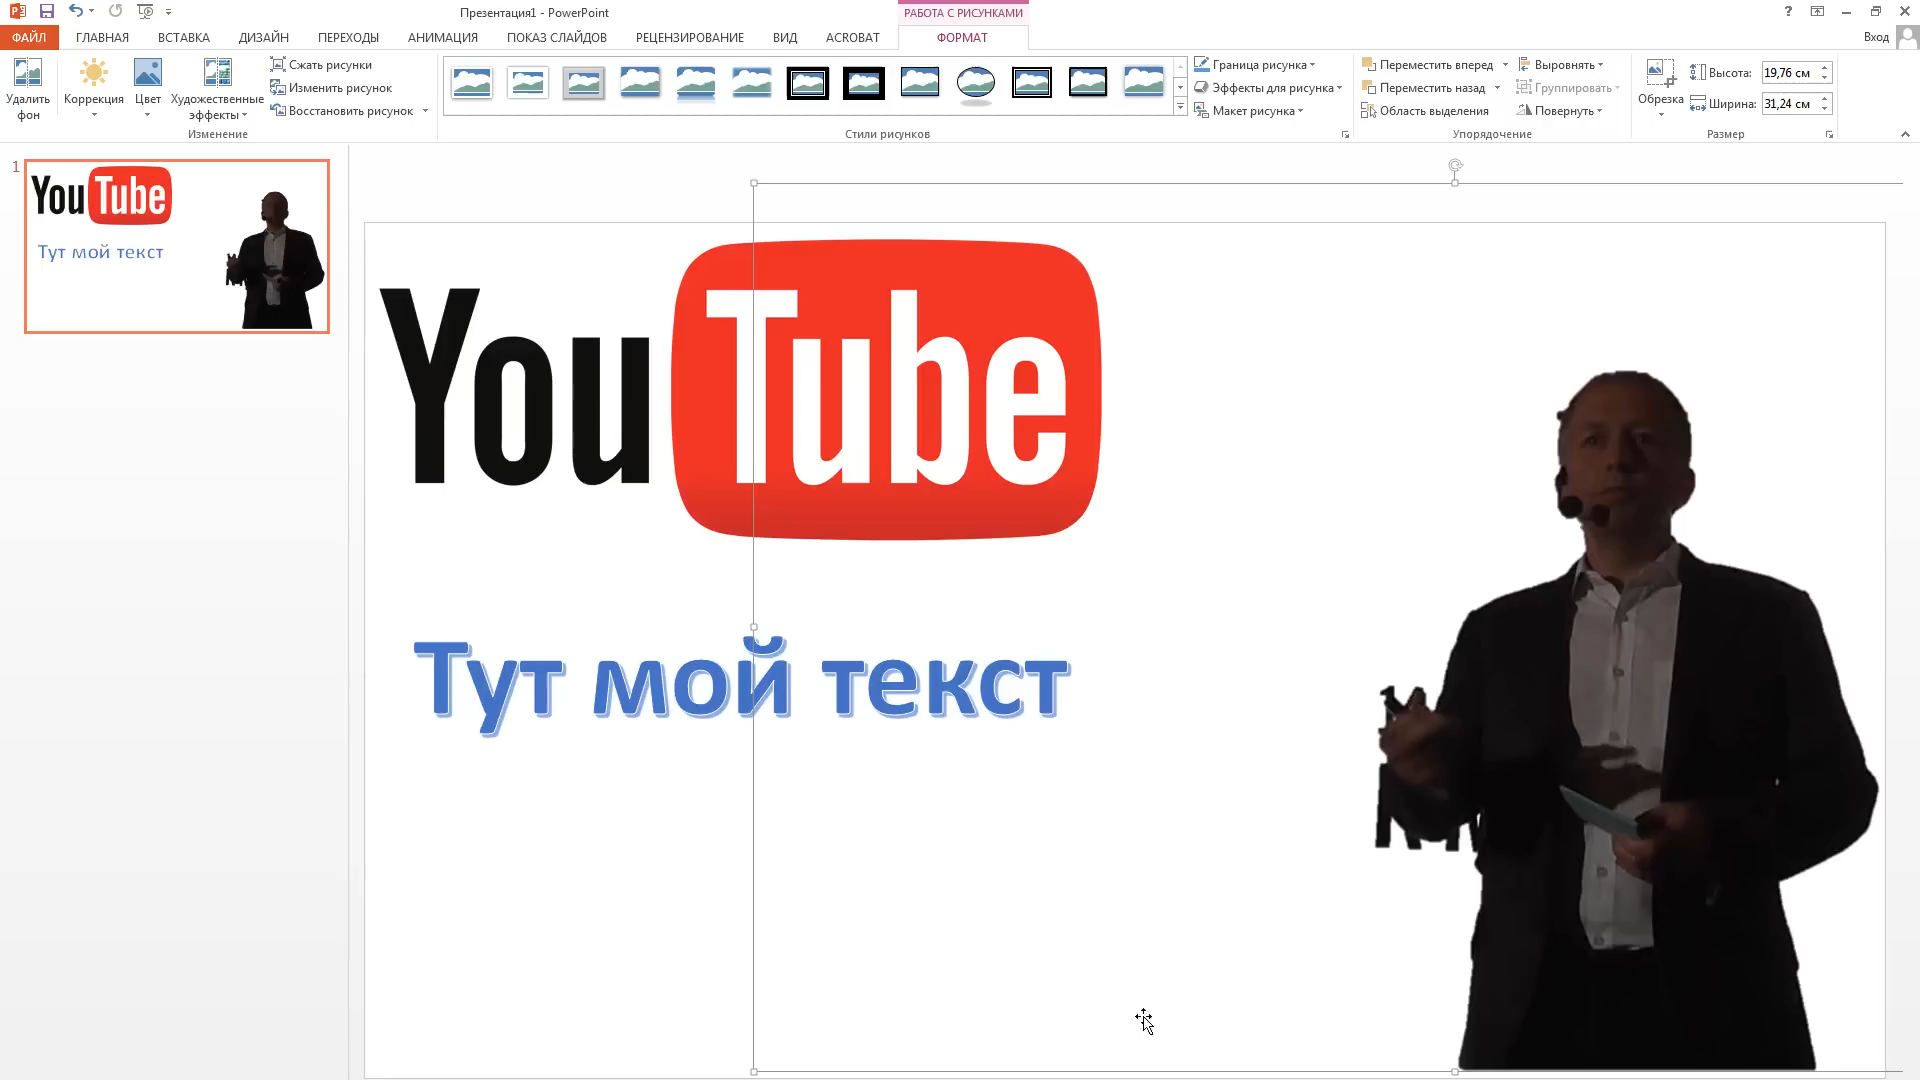 Презентация1 - PowerPoint
РАБОТА С РИСУНКАМИ
?
ФАЙЛ ГЛАВНАЯ ВСТАВКА ДИЗАЙН ПЕРЕХОДЫ АНИМАЦИЯ ПОКАЗ СЛАЙДОВ РЕЦЕНЗИРОВАНИЕ ВИД ACROBAT ФОРМАТ Вход
Удалить фон
Коррекция
Цвет
Художественные эффекты
Сжать рисунки
Изменить рисунок
Восстановить рисунок
Изменение
Стили рисунков
Граница рисунка
Эффекты для рисунка
Макет рисунка
Переместить вперед
Переместить назад
Область выделения
Выровнять
Группировать
Повернуть
Упорядочение
Обрезка
Высота: 19,76 см
Ширина: 31,24 см
Размер
1
YouTube
Тут мой текст
YouTube
Тут мой текст